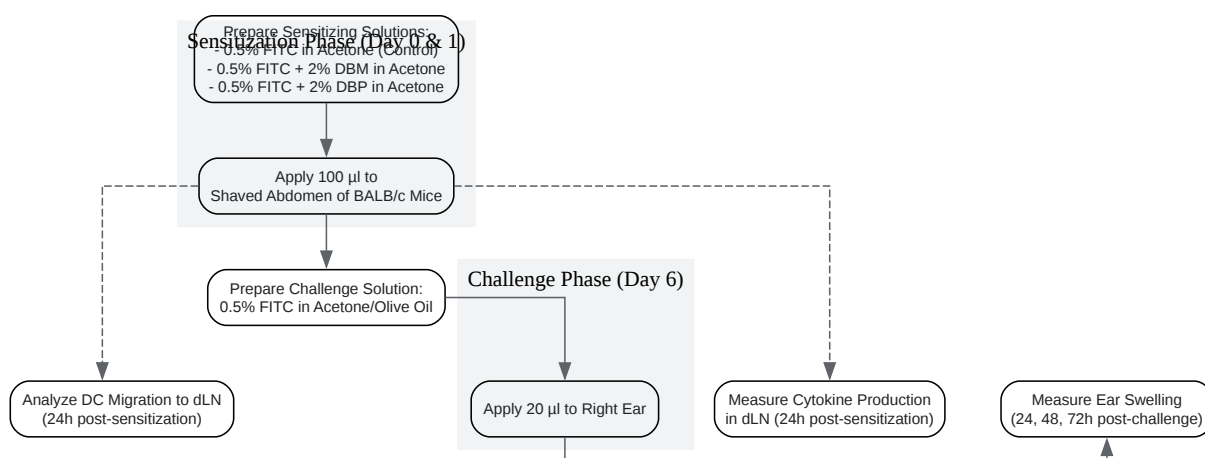 Prepare Sensitizing Solutions:
Sensitization Phase (Day 0 & 1)
- 0.5% FITC in Acetone (Control)
- 0.5% FITC + 2% DBM in Acetone
- 0.5% FITC + 2% DBP in Acetone
Apply 100 µl to
Shaved Abdomen of BALB/c Mice
Prepare Challenge Solution:
0.5% FITC in Acetone/Olive Oil
Challenge Phase (Day 6)
Analyze DC Migration to dLN
(24h post-sensitization)
Apply 20 µl to Right Ear
Measure Cytokine Production
in dLN (24h post-sensitization)
Measure Ear Swelling
(24, 48, 72h post-challenge)